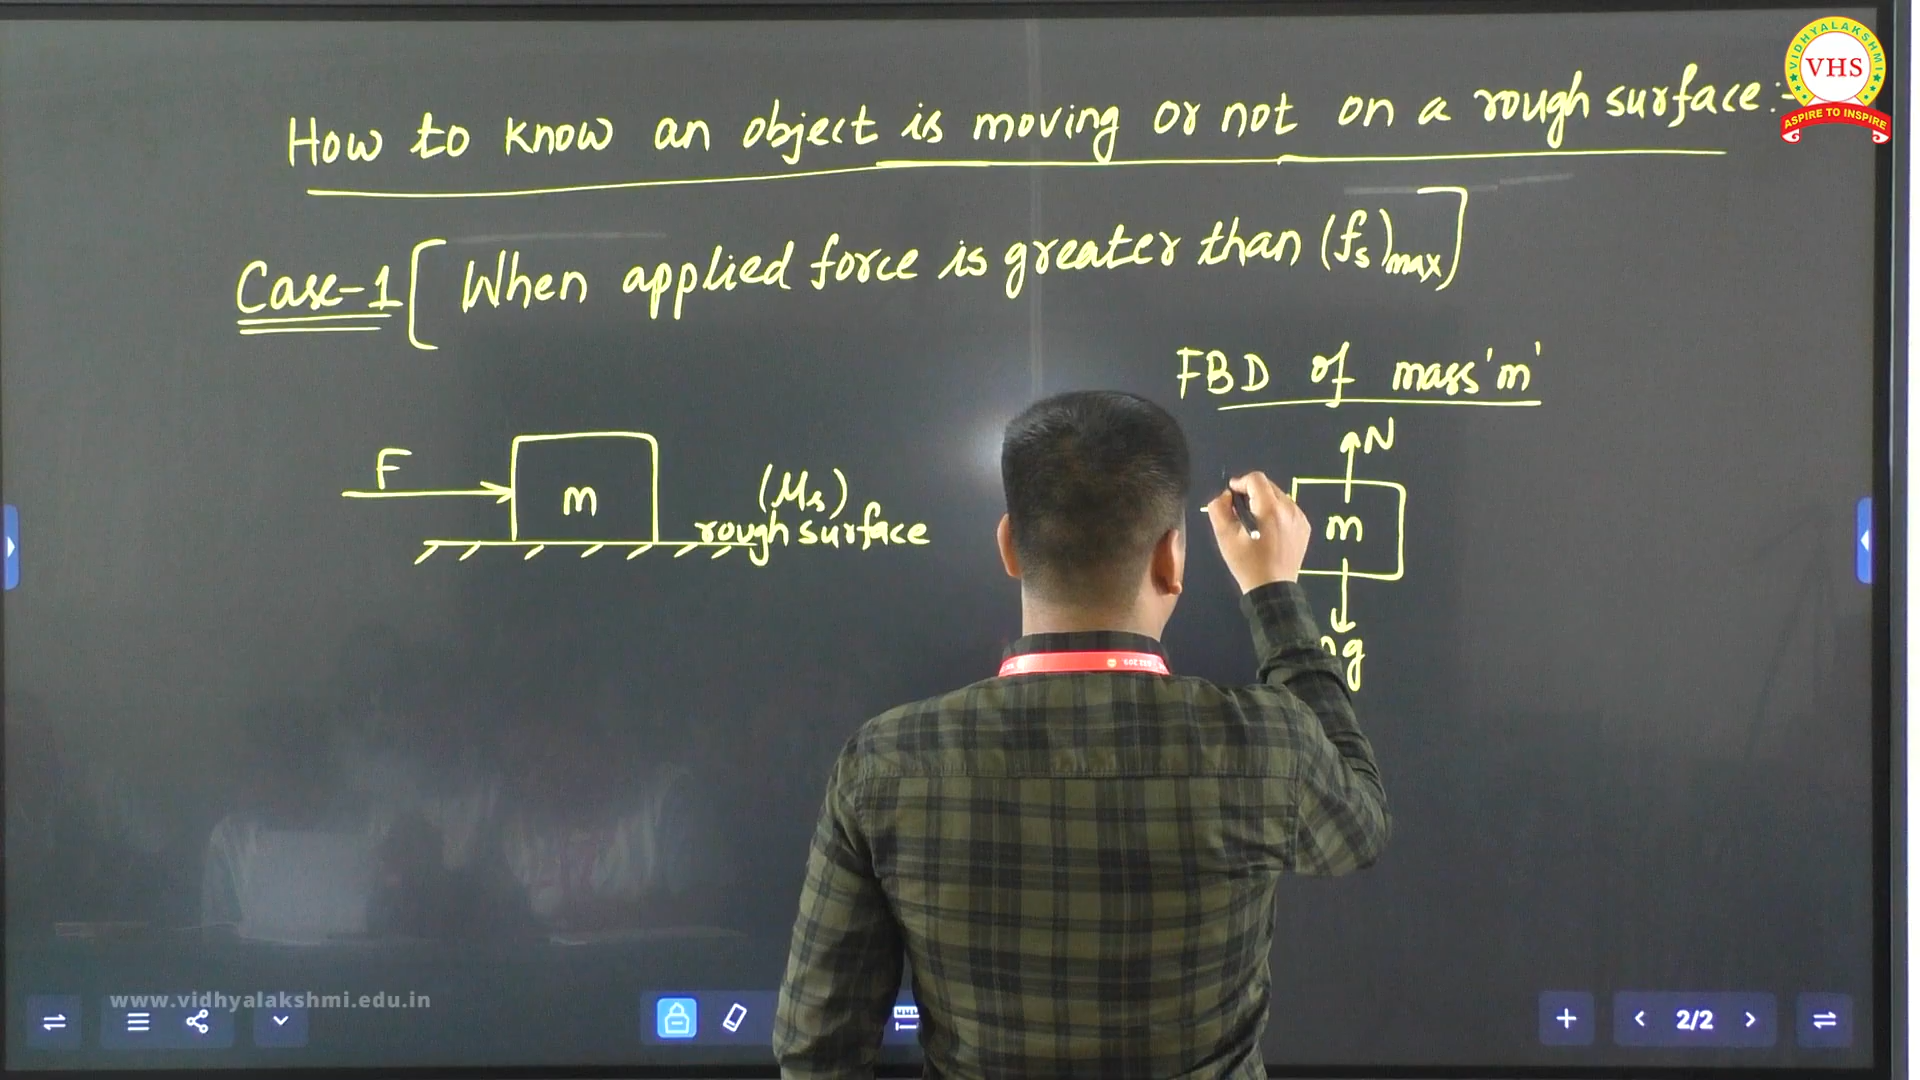 How to know an object is moving or not on a rough surface:-
Case-1 [When applied force is greater than (fs)max]
FBD of mass 'm'
N
F
m
(μs)
rough surface
m
g
VIDHYALAKSHMI
VHS
ASPIRE TO INSPIRE
www.vidhyalakshmi.edu.in
2/2